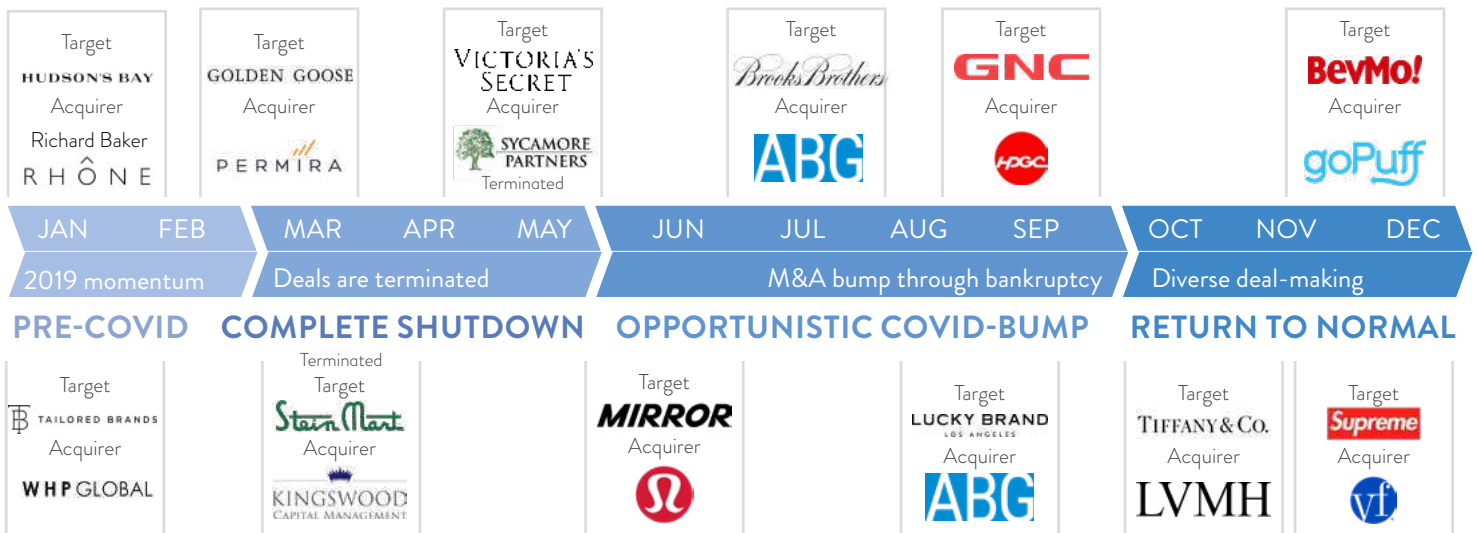 Target
HUDSON'S BAY
Acquirer
Richard Baker
RHÔNE
Target
GOLDEN GOOSE
Acquirer
PERMIRA
Target
VICTORIA'S
SECRET
Acquirer
SYCAMORE
PARTNERS
Terminated
Target
Brooks Brothers
Acquirer
ABG
Target
GNC
Acquirer
HPGC
Target
BevMo!
Acquirer
goPuff
JAN FEB MAR APR MAY JUN JUL AUG SEP OCT NOV DEC
2019 momentum Deals are terminated M&A bump through bankruptcy Diverse deal-making
PRE-COVID COMPLETE SHUTDOWN OPPORTUNISTIC COVID-BUMP RETURN TO NORMAL
Target
TB TAILORED BRANDS
Acquirer
WHP GLOBAL
Terminated
Target
Stein Mart
Acquirer
KINGSWOOD
CAPITAL MANAGEMENT
Target
MIRROR
Acquirer
Target
LUCKY BRAND
LOS ANGELES
Acquirer
ABG
Target
TIFFANY & CO.
Acquirer
LVMH
Target
Supreme
Acquirer
vf